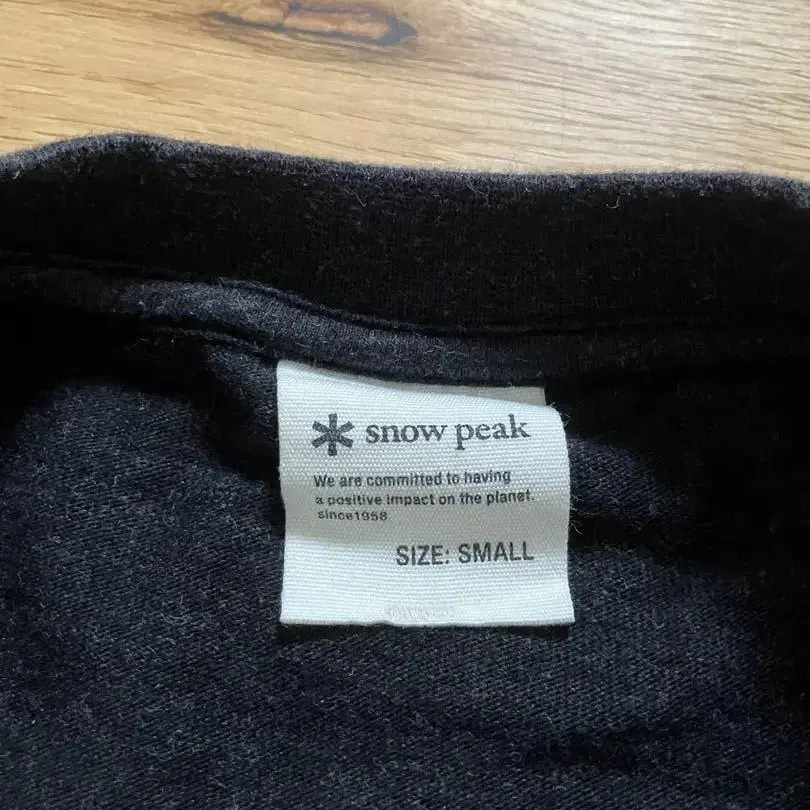 snow peak
We are committed to having
a positive impact on the planet.
since1958
SIZE: SMALL